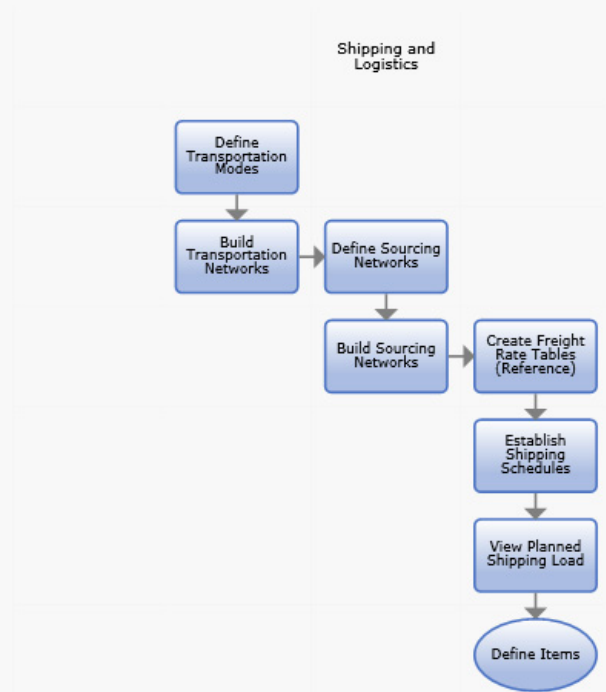 Shipping and
Logistics
Define
Transportation
Modes
Build
Transportation
Networks
Define Sourcing
Networks
Build Sourcing
Networks
Create Freight
Rate Tables
(Reference)
Establish
Shipping
Schedules
View Planned
Shipping Load
Define Items